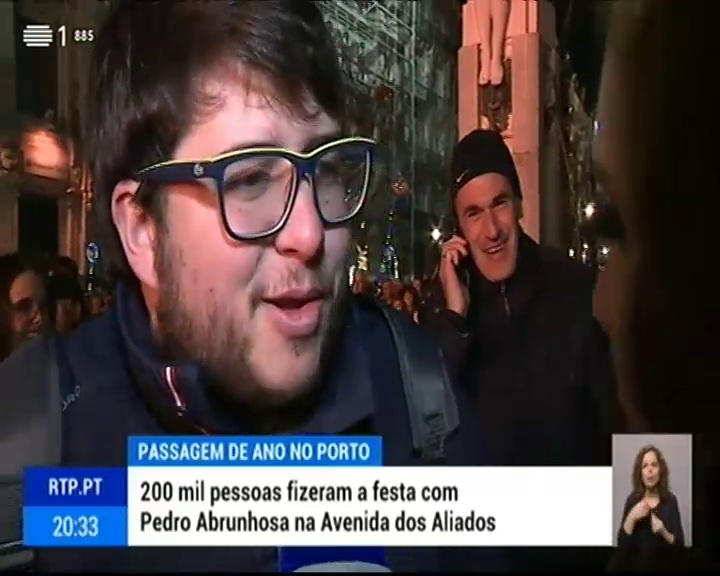 1 885
PASSAGEM DE ANO NO PORTO
RTP.PT
200 mil pessoas fizeram a festa com
20:33
Pedro Abrunhosa na Avenida dos Aliados